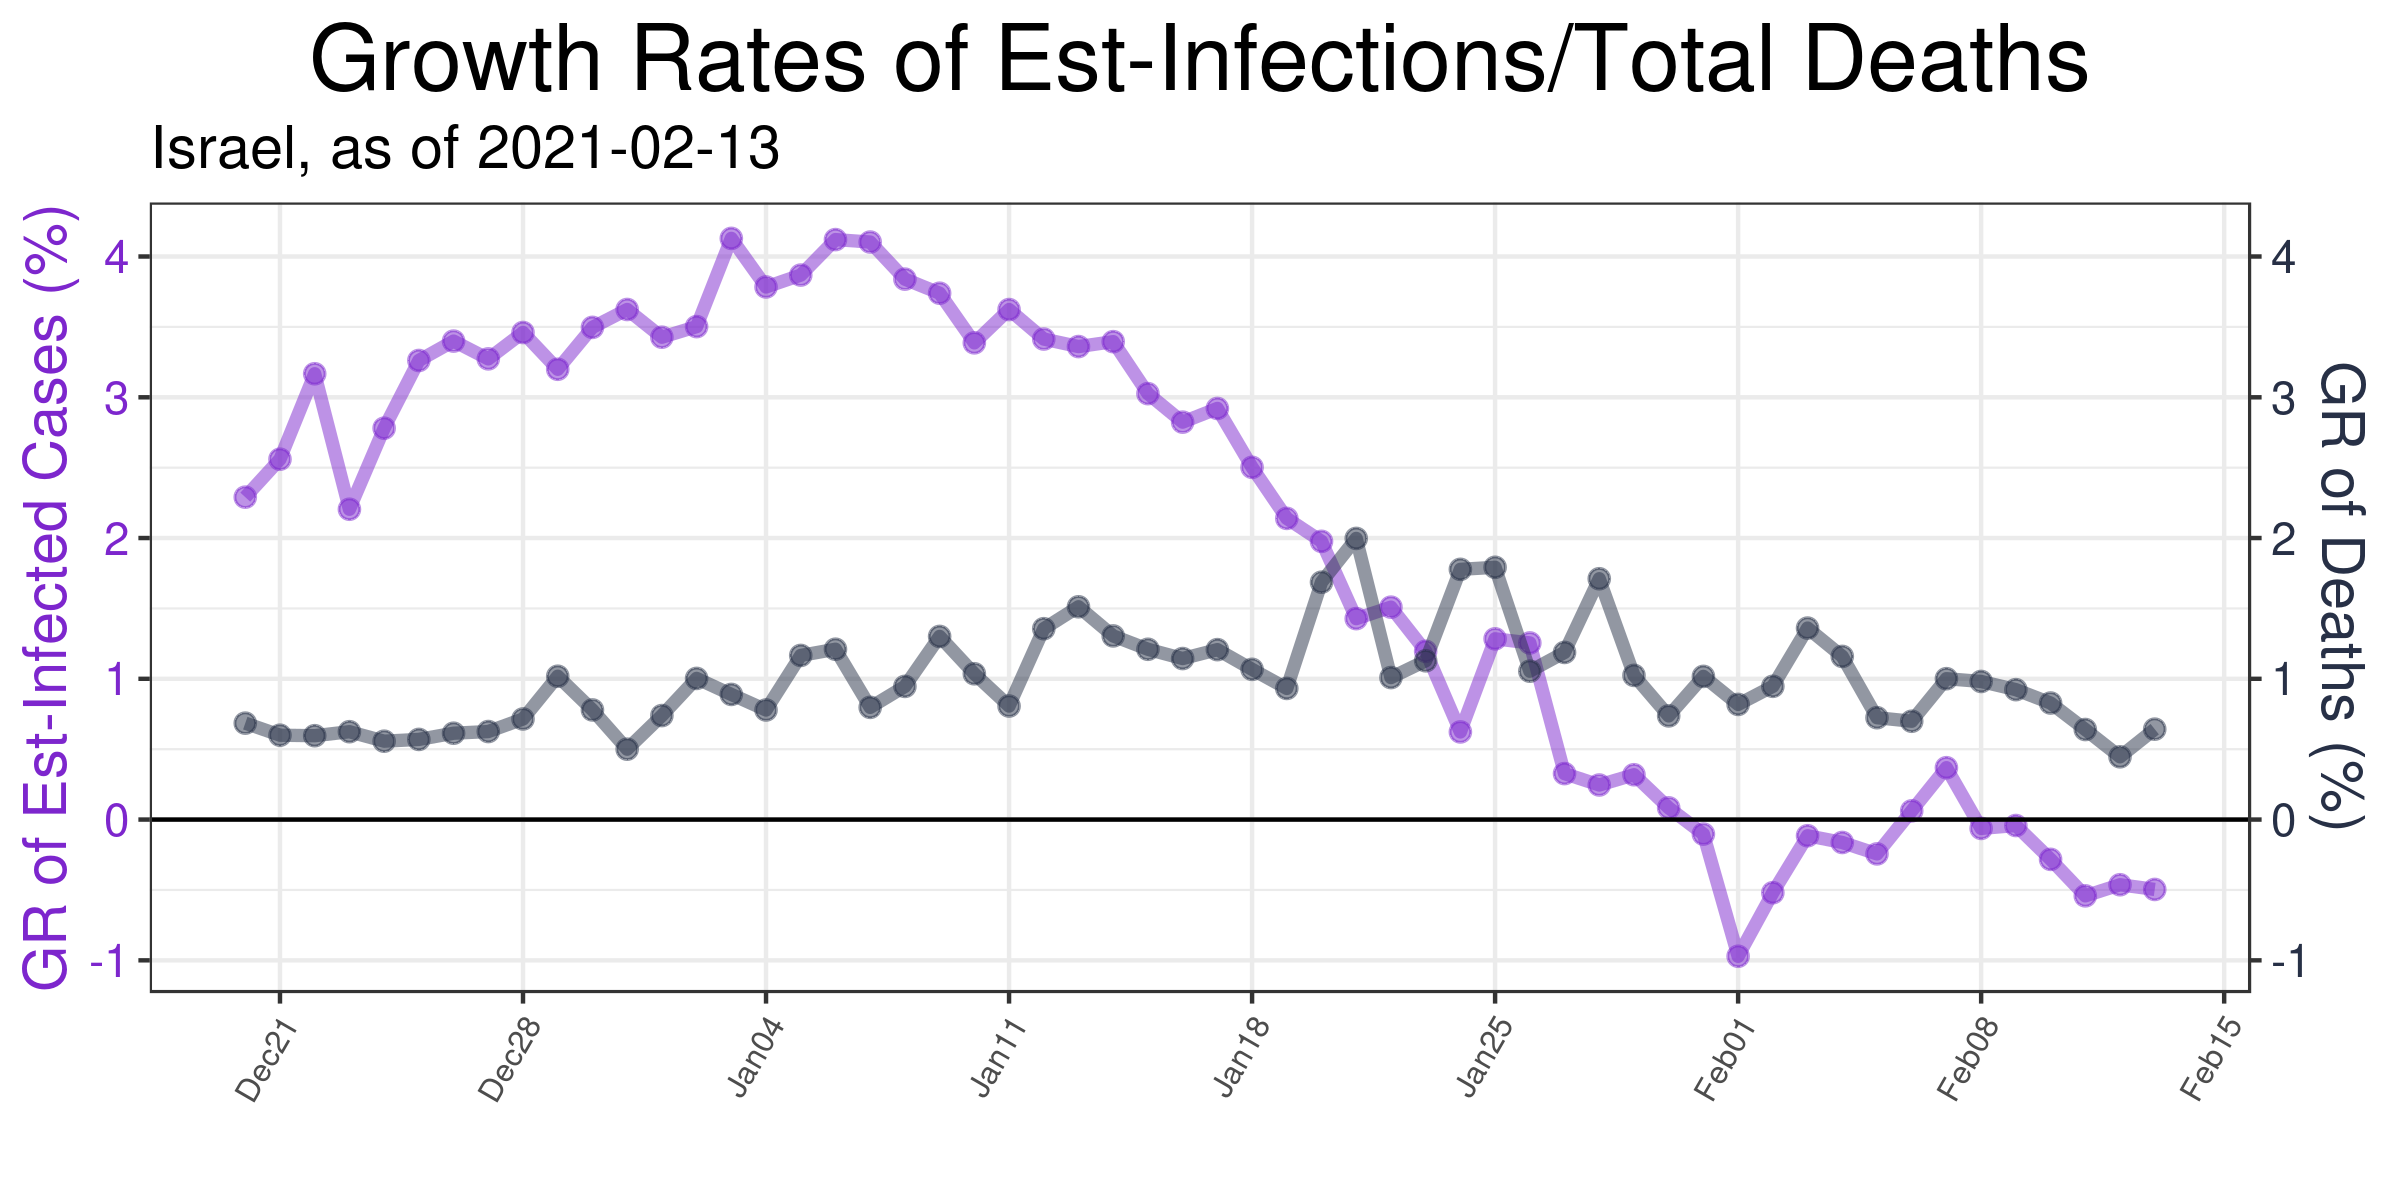 Growth Rates of Est-Infections/Total Deaths
Israel, as of 2021-02-13
GR of Est-Infected Cases (%)
4
3
2
1
0
-1
4
3
2
1
0
-1
GR of Deaths (%)
Dec21
Dec28
Jan04
Jan11
Jan18
Jan25
Feb01
Feb08
Feb15